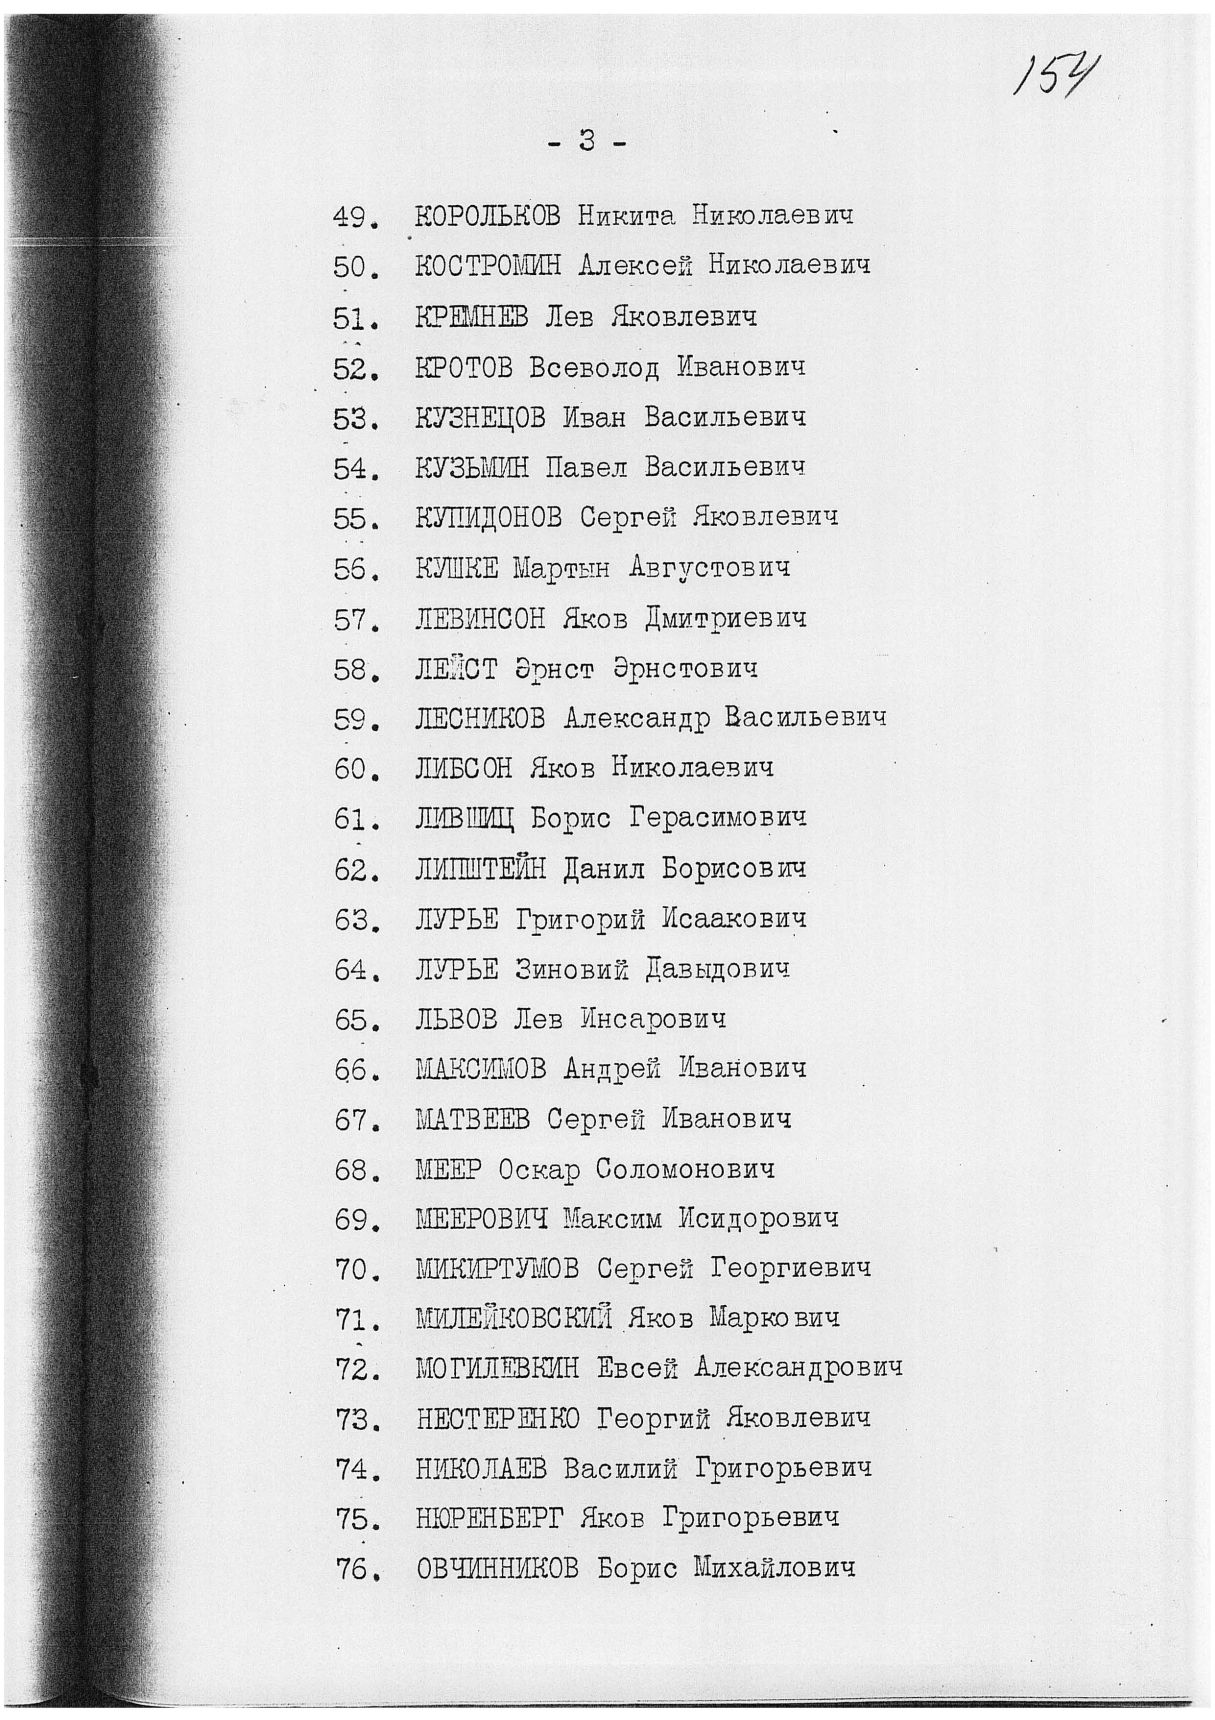 154
- 3 -
49. КОРОЛЬКОВ Никита Николаевич
50. КОСТРОМИН Алексей Николаевич
51. КРЕМНЕВ Лев Яковлевич
52. КРОТОВ Всеволод Иванович
53. КУЗНЕЦОВ Иван Васильевич
54. КУЗЬМИН Павел Васильевич
55. КУПИДОНОВ Сергей Яковлевич
56. КУШКЕ Мартын Августович
57. ЛЕВИНСОН Яков Дмитриевич
58. ЛЕЙСТ Эрнст Эрнстович
59. ЛЕСНИКОВ Александр Васильевич
60. ЛИБСОН Яков Николаевич
61. ЛИВШИЦ Борис Герасимович
62. ЛИПШТЕЙН Данил Борисович
63. ЛУРЬЕ Григорий Исаакович
64. ЛУРЬЕ Зиновий Давыдович
65. ЛЬВОВ Лев Инсарович
66. МАКСИМОВ Андрей Иванович
67. МАТВЕЕВ Сергей Иванович
68. МЕЕР Оскар Соломонович
69. МЕЕРОВИЧ Максим Исидорович
70. МИКИРТУМОВ Сергей Георгиевич
71. МИЛЕЙКОВСКИЙ Яков Маркович
72. МОГИЛЕВКИН Евсей Александрович
73. НЕСТЕРЕНКО Георгий Яковлевич
74. НИКОЛАЕВ Василий Григорьевич
75. НЮРЕНБЕРГ Яков Григорьевич
76. ОВЧИННИКОВ Борис Михайлович